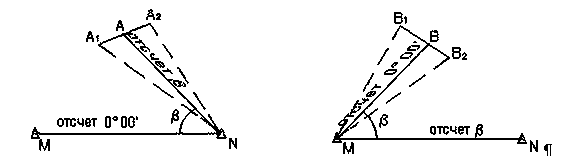 A₁ A A₂
отсчет β
отсчет 0°00'
β
M N
B₁ B B₂
отсчет 0°00'
β
отсчет β
M N ¶